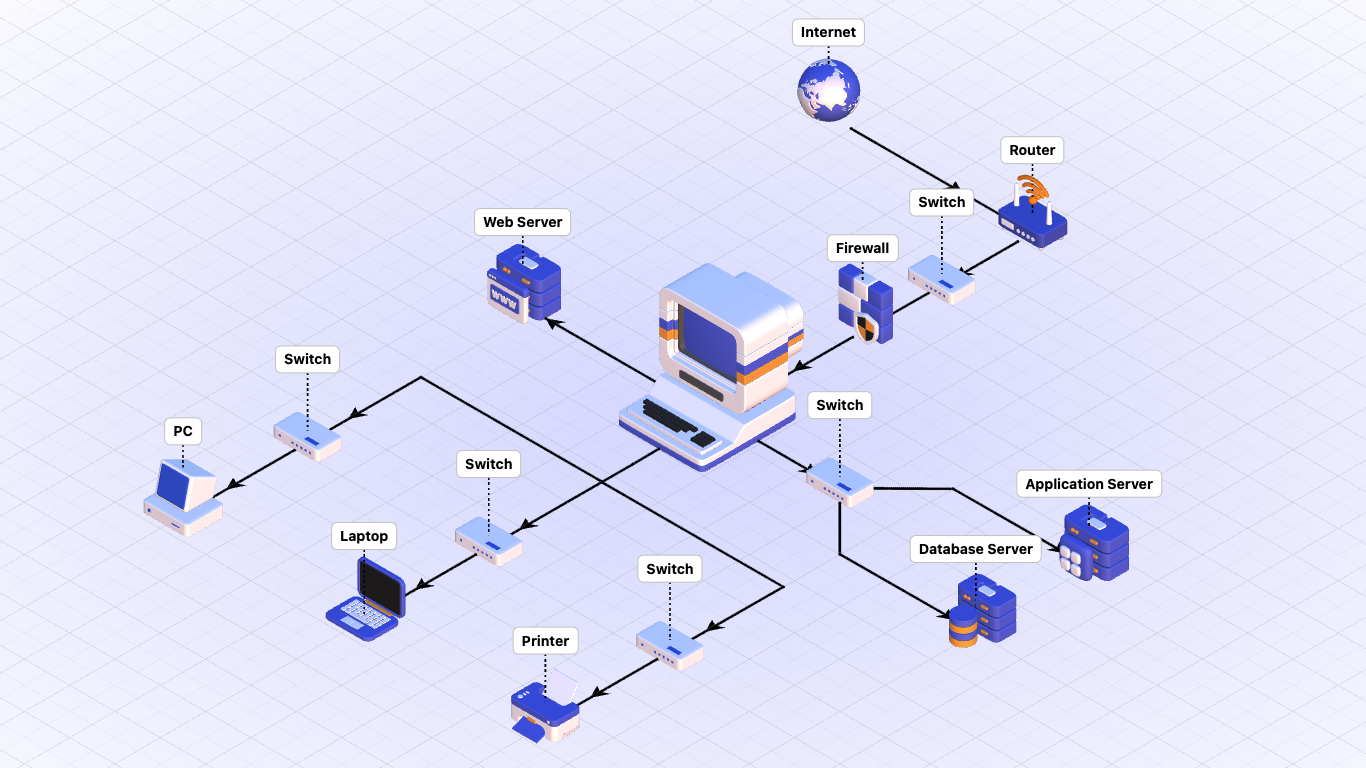 Internet
Router
Switch
Web Server
Firewall
WWW
Switch
Switch
PC
Switch
Application Server
Laptop
Database Server
Switch
Printer